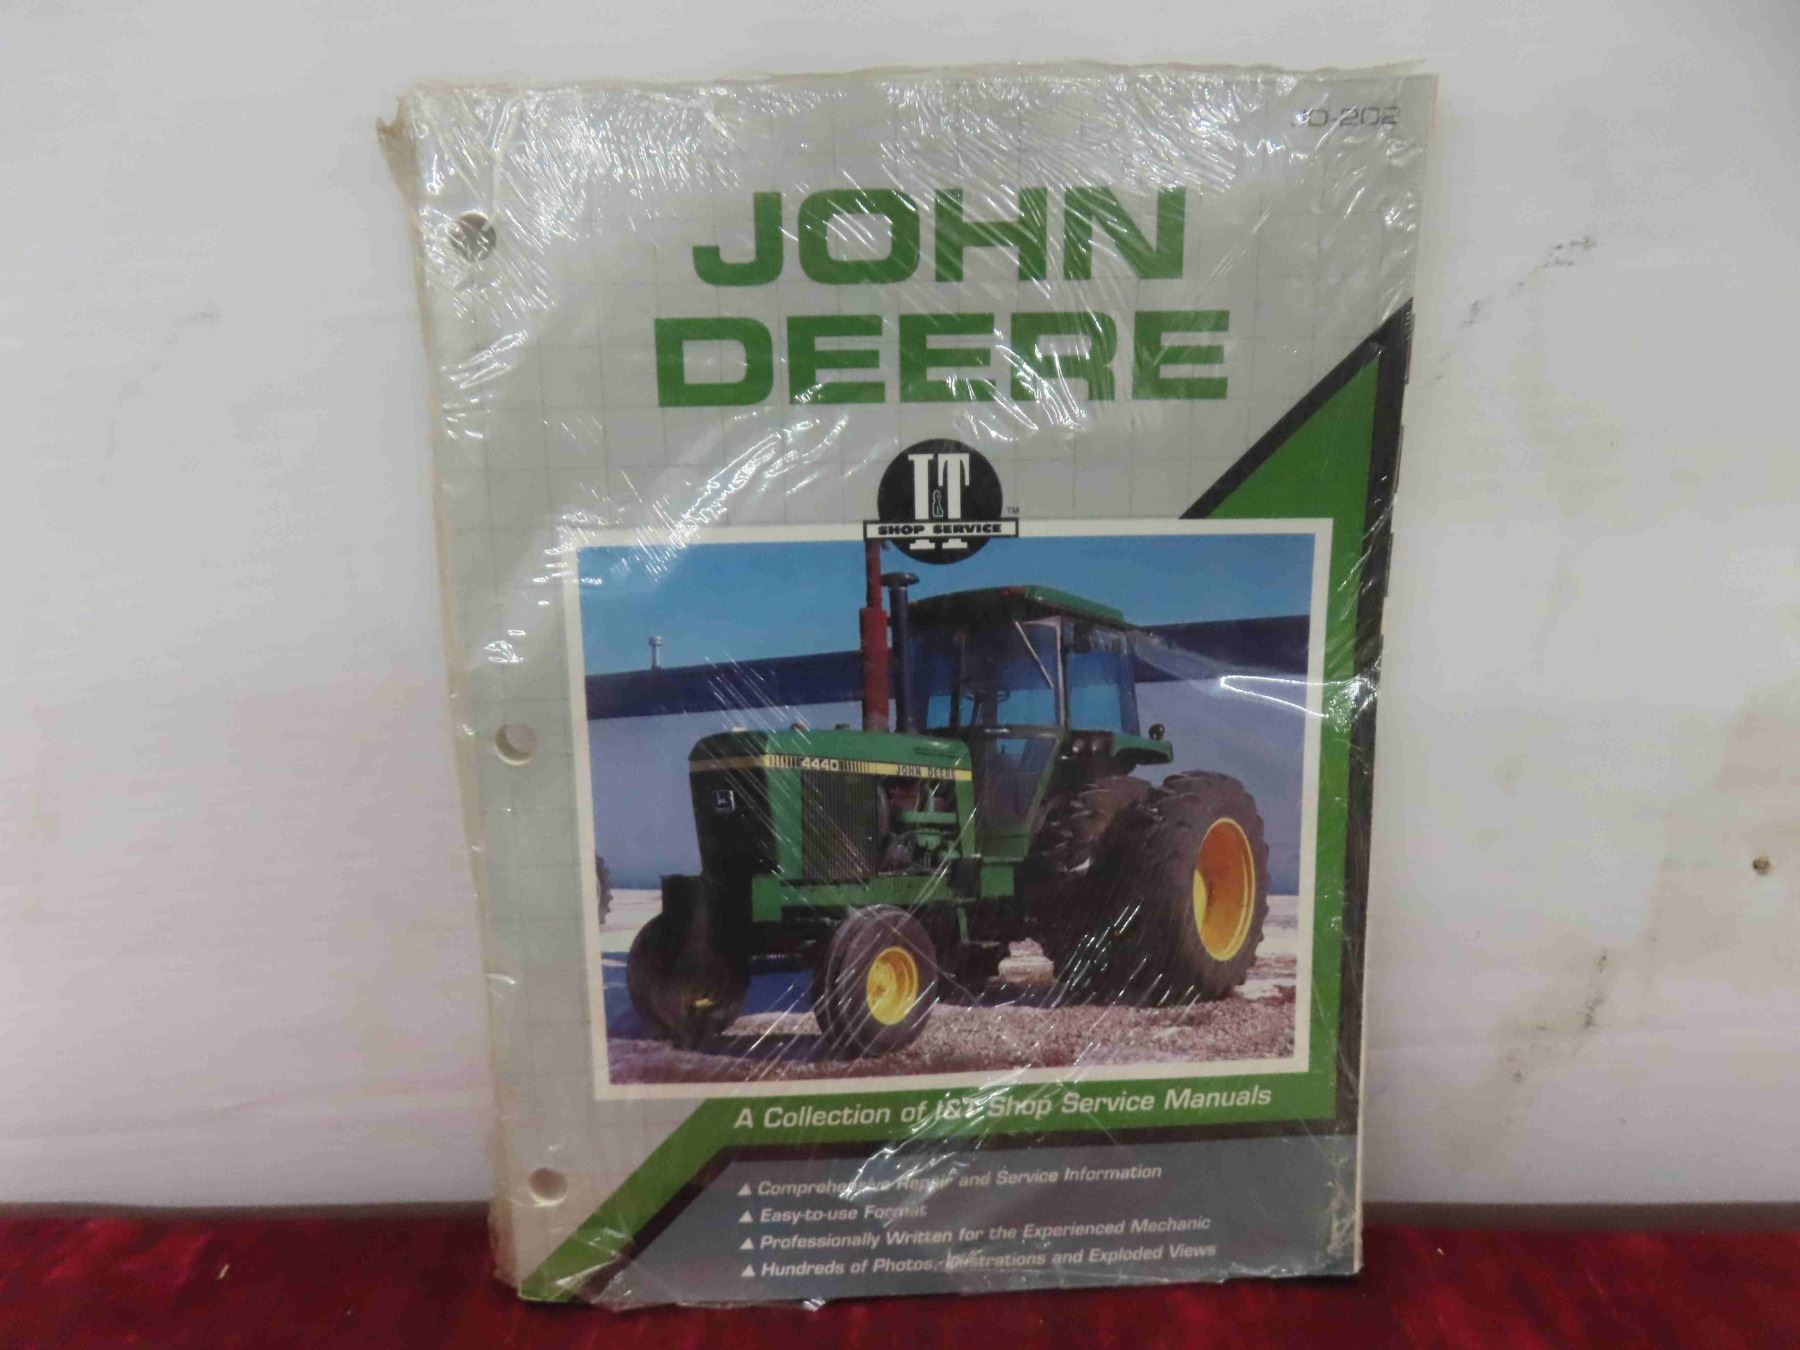 JD-202
JOHN
DEERE
I&T
TM
SHOP SERVICE
4440
JOHN DEERE
A Collection of I&T Shop Service Manuals
▲ Comprehensive Repair and Service Information
▲ Easy-to-use Format
▲ Professionally Written for the Experienced Mechanic
▲ Hundreds of Photos, Illustrations and Exploded Views